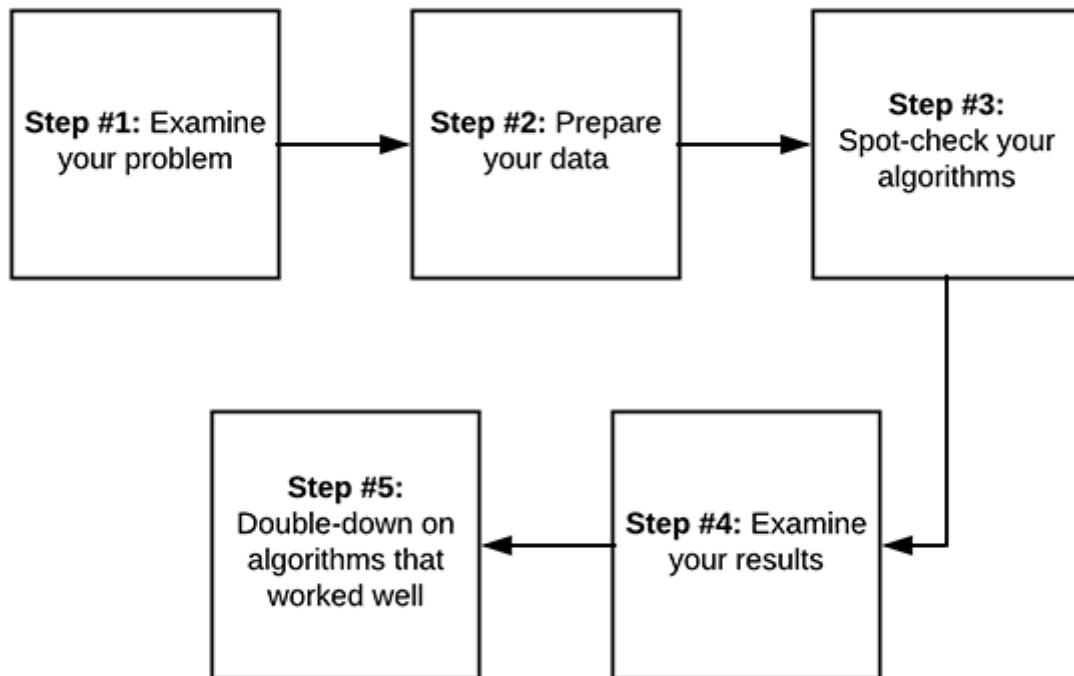 Step #1: Examine
your problem
Step #2: Prepare
your data
Step #3:
Spot-check your
algorithms
Step #4: Examine
your results
Step #5:
Double-down on
algorithms that
worked well